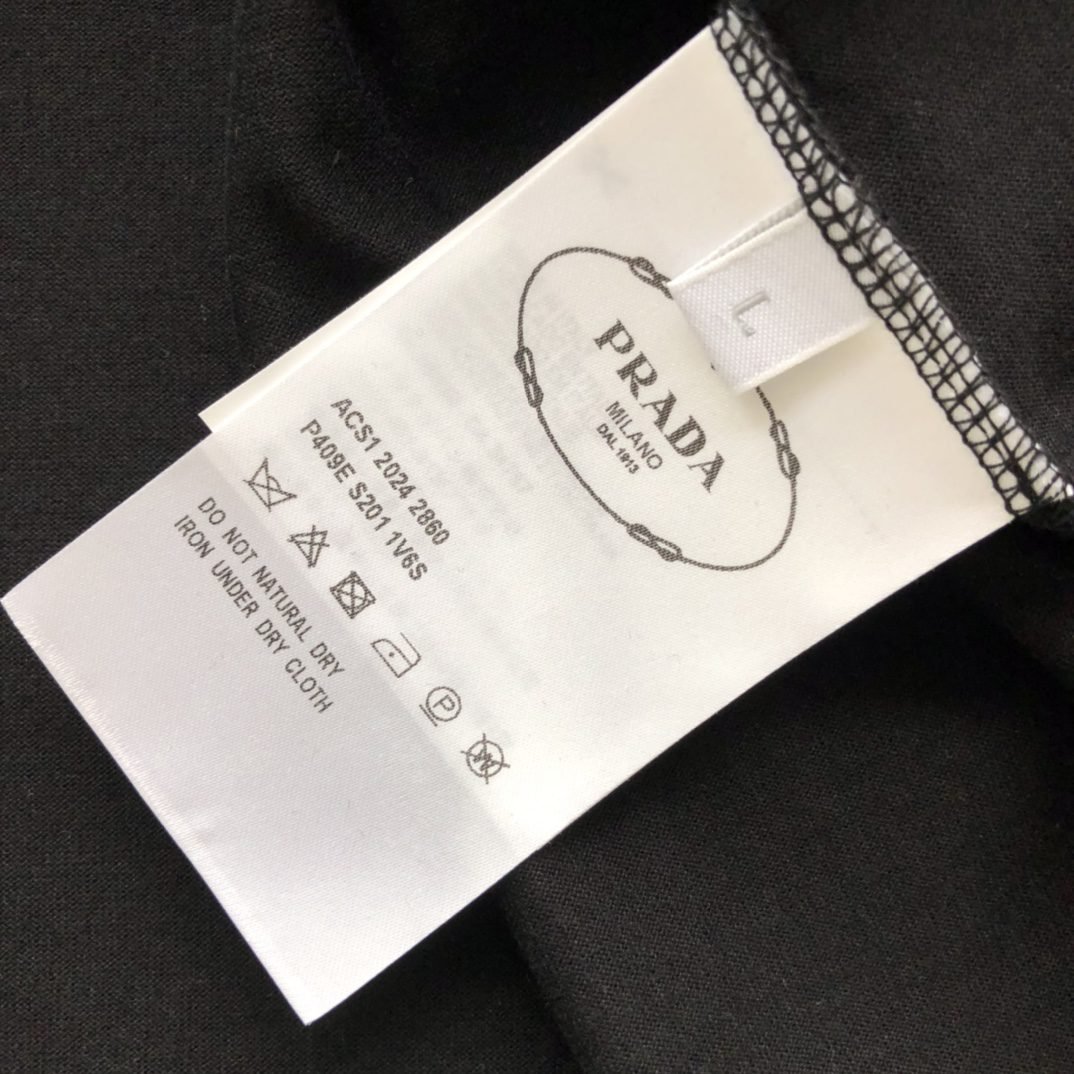 L
PRADA
MILANO
DAL 1913
ACS1 2024 2860
P409E S201 1V6S
P
DO NOT NATURAL DRY
IRON UNDER DRY CLOTH